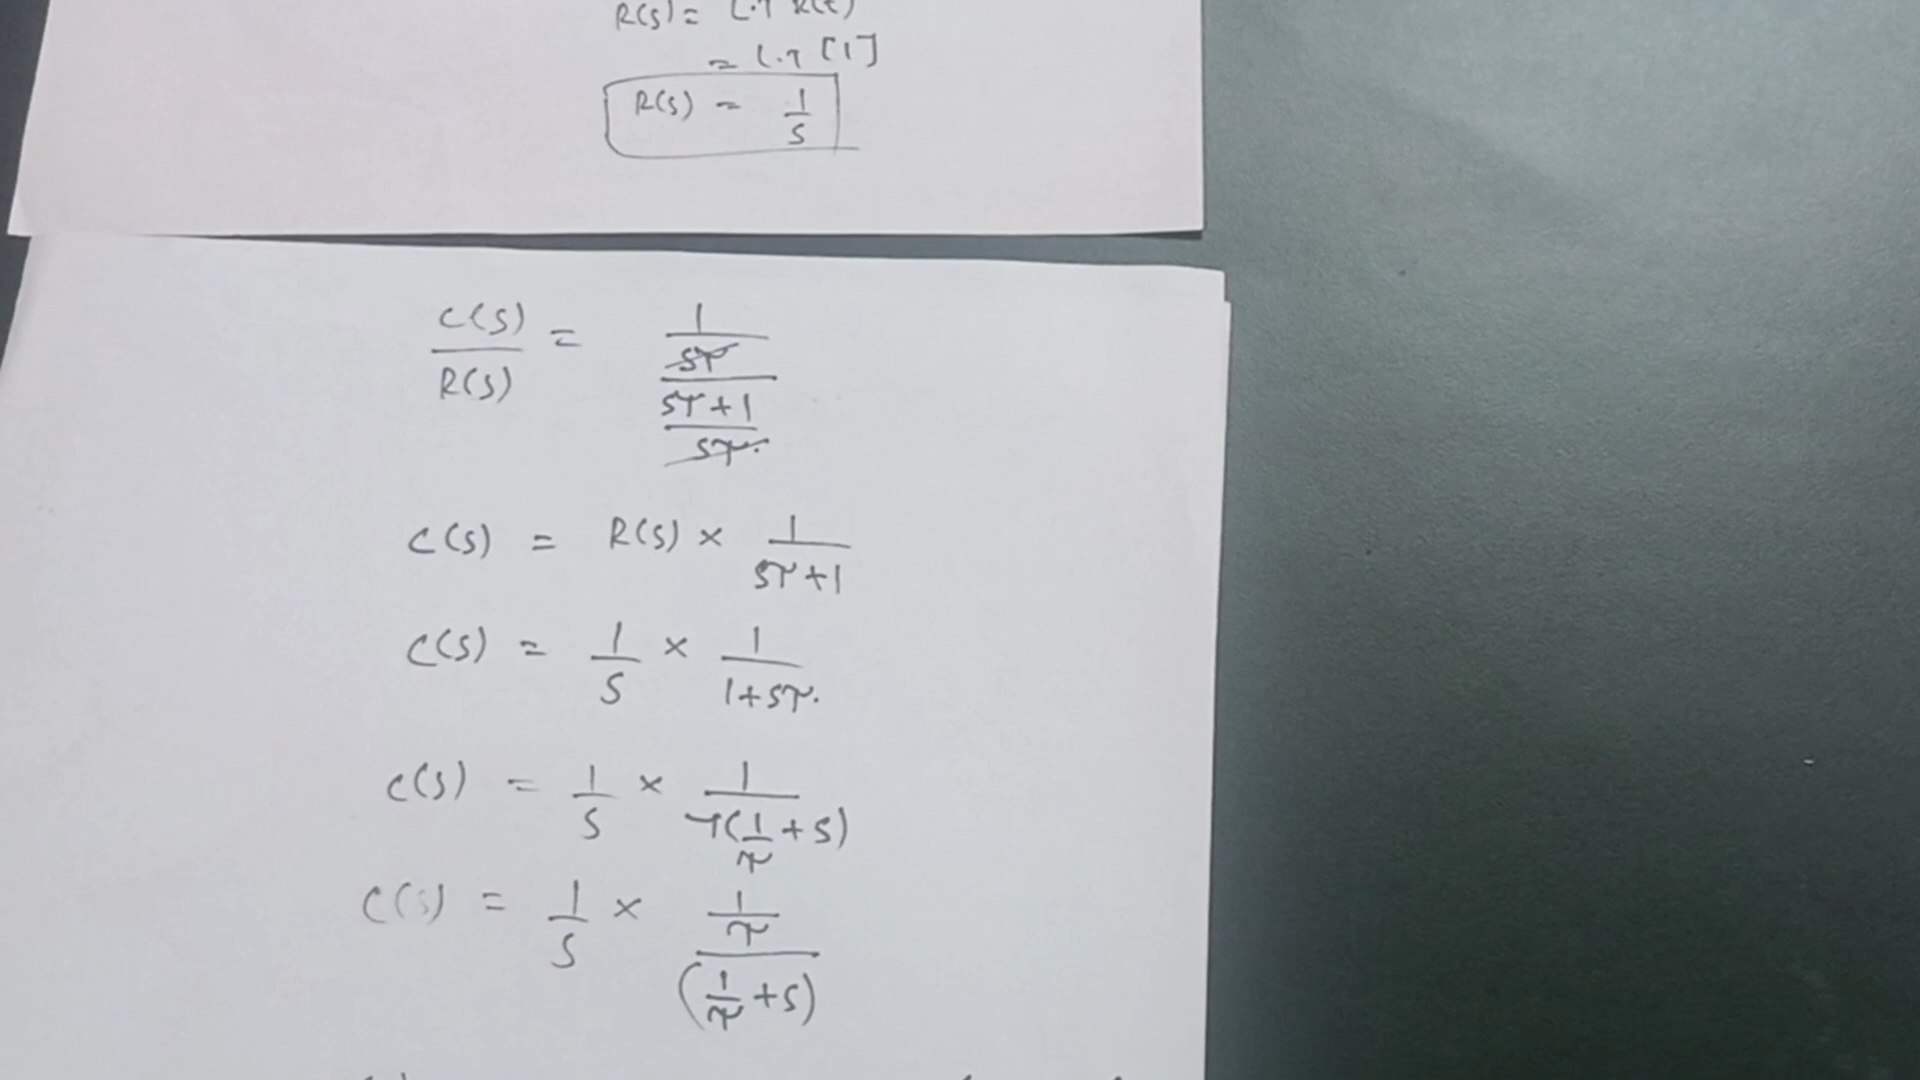 R(s) = L.T R(t)
= L.T [1]
R(s) = 1/s
C(s)/R(s) = (1/sτ)/((sτ+1)/sτ)
C(s) = R(s) × 1/(sτ+1)
C(s) = 1/s × 1/(1+sτ)
C(s) = 1/s × 1/(τ(1/τ+s))
C(s) = 1/s × (1/τ)/((1/τ+s))